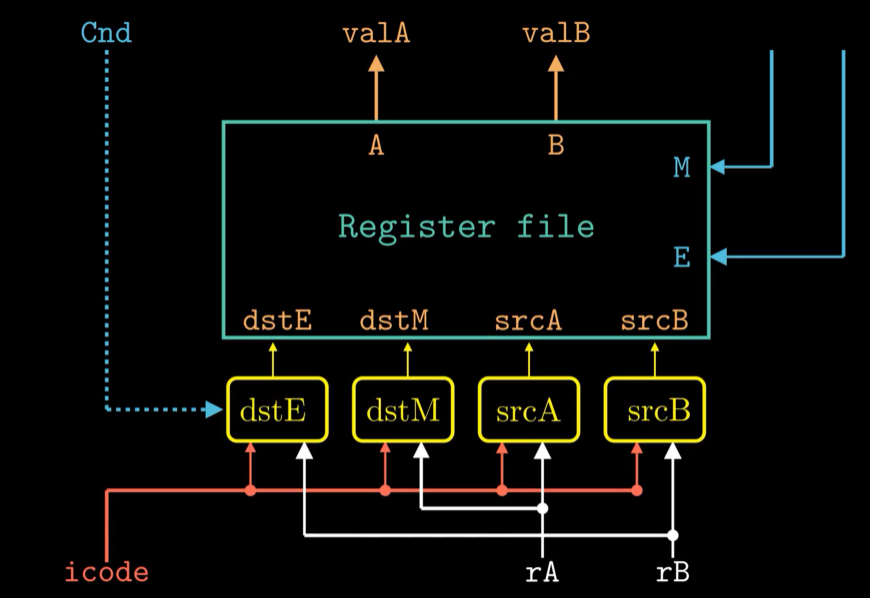 Cnd valA valB
A B
M
Register file
E
dstE dstM srcA srcB
dstE dstM srcA srcB
icode rA rB